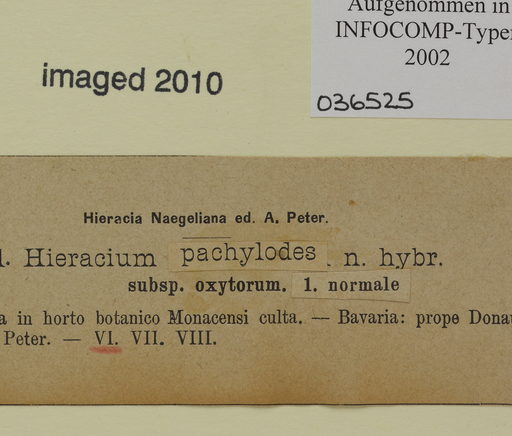 Aufgenommen in
INFOCOMP-Typen
2002
036525
imaged 2010
Hieracia Naegeliana ed. A. Peter.
l. Hieracium pachylodes . n. hybr.
subsp. oxytorum. 1. normale
a in horto botanico Monacensi culta. — Bavaria: prope Donau
Peter. — VI. VII. VIII.